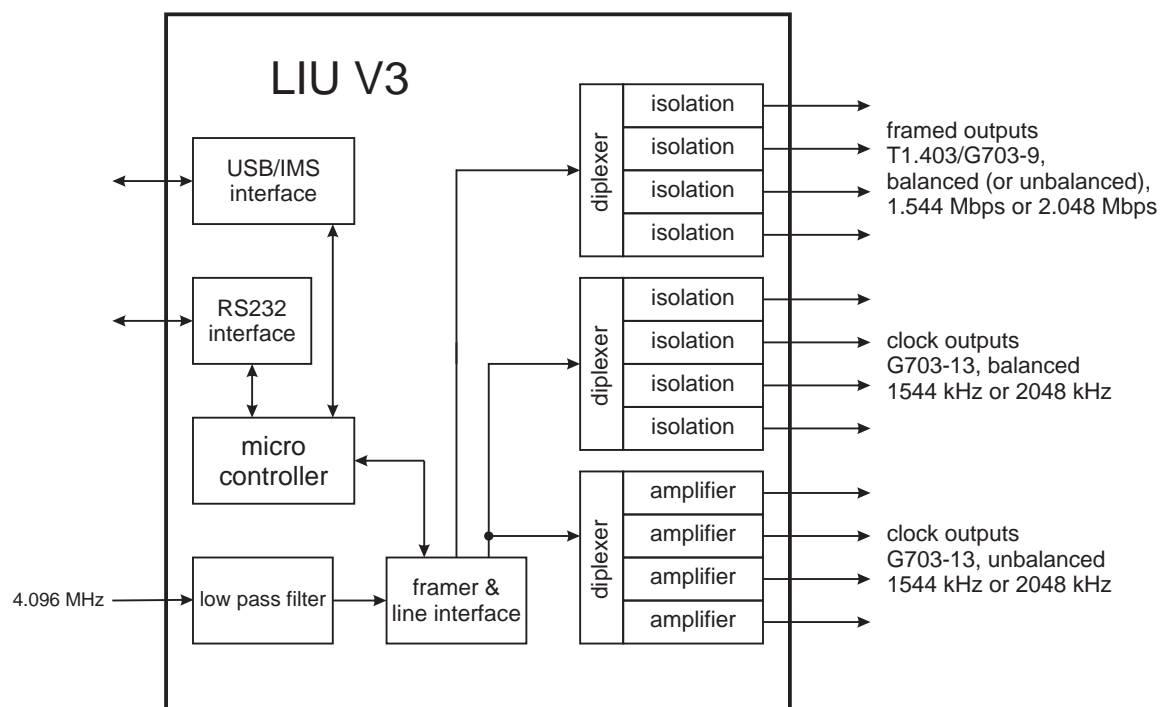 LIU V3
USB/IMS
interface
RS232
interface
micro
controller
4.096 MHz
low pass filter
framer &
line interface
diplexer
isolation
isolation
isolation
isolation
framed outputs
T1.403/G703-9,
balanced (or unbalanced),
1.544 Mbps or 2.048 Mbps
diplexer
isolation
isolation
isolation
isolation
clock outputs
G703-13, balanced
1544 kHz or 2048 kHz
diplexer
amplifier
amplifier
amplifier
amplifier
clock outputs
G703-13, unbalanced
1544 kHz or 2048 kHz